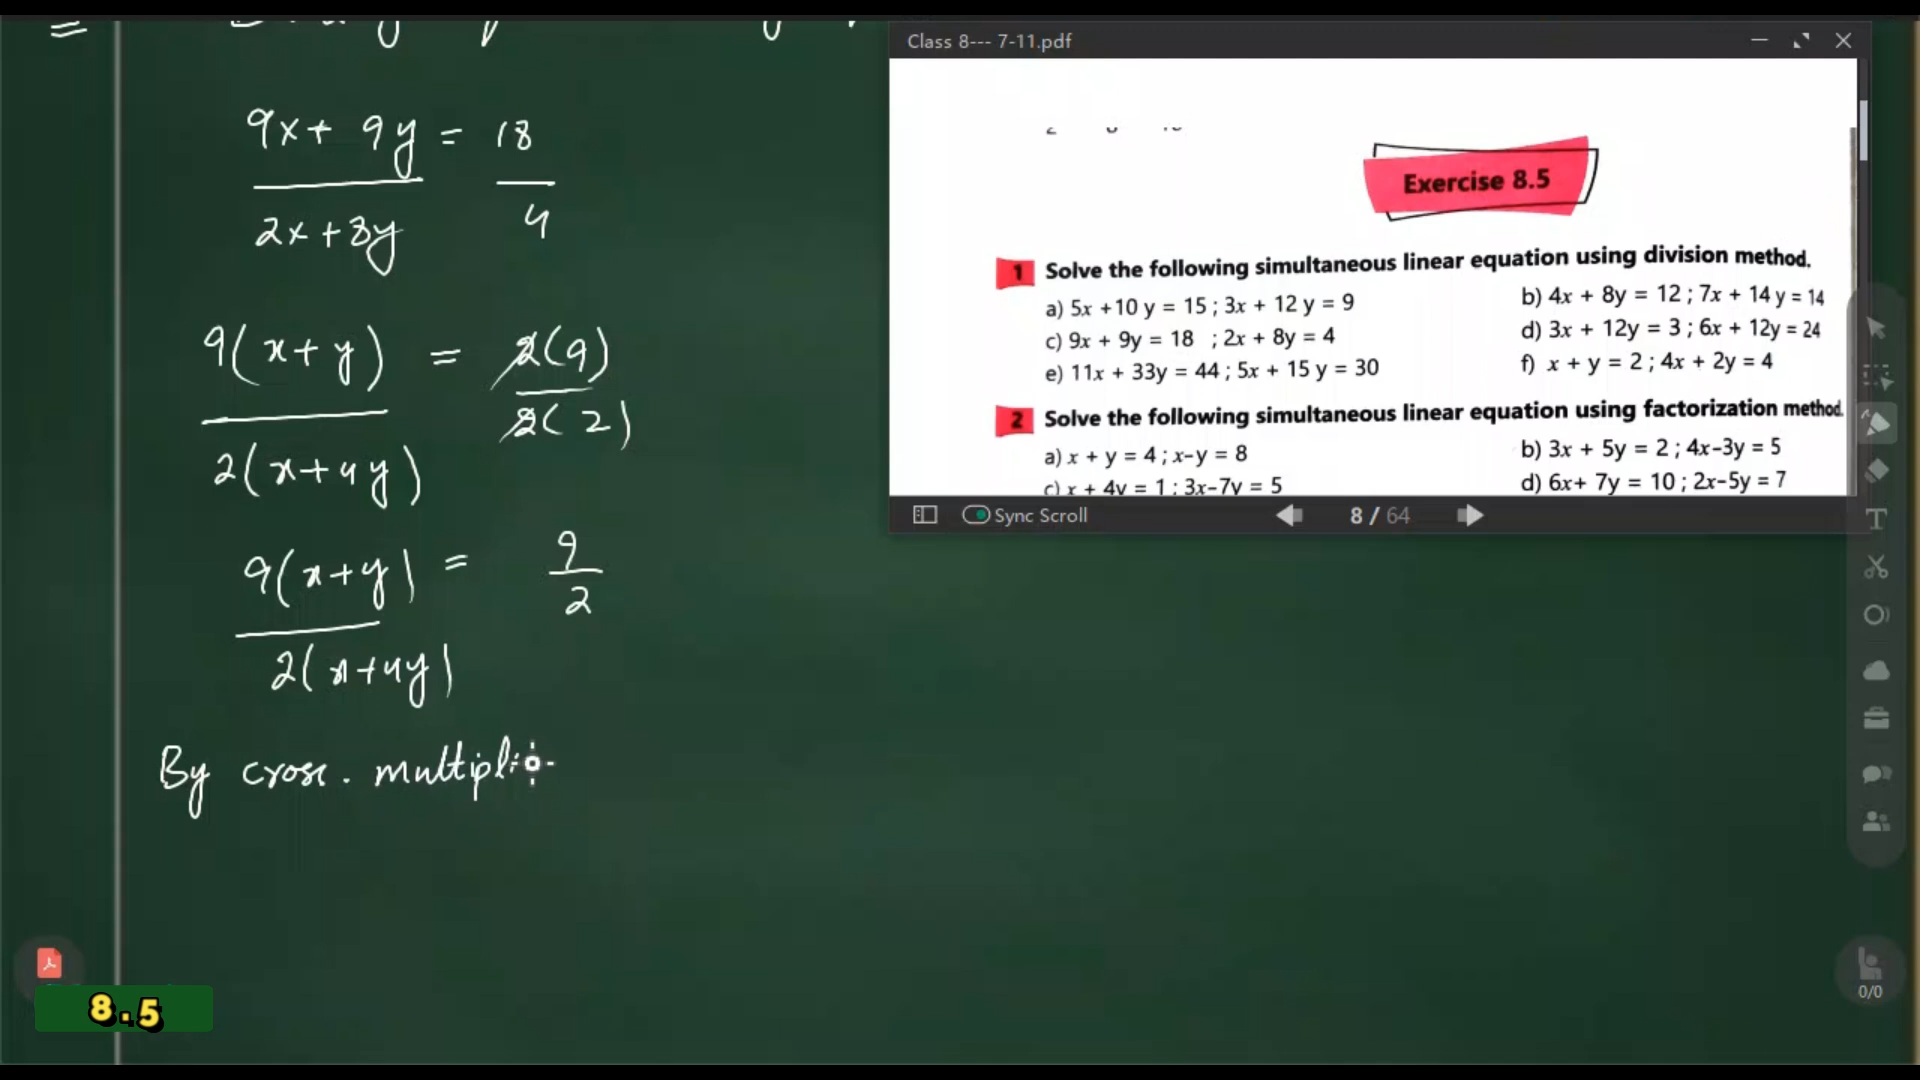 9x + 9y = 18
2x + 8y 4
9(x + y) = 2(9)
2(x + 4y) 2(2)
9(x + y) = 9
2(x + 4y) 2
By cross. multipli
8.5
Class 8--- 7-11.pdf
Exercise 8.5
1 Solve the following simultaneous linear equation using division method.
a) 5x +10 y = 15 ; 3x + 12 y = 9
b) 4x + 8y = 12 ; 7x + 14 y = 14
c) 9x + 9y = 18 ; 2x + 8y = 4
d) 3x + 12y = 3 ; 6x + 12y = 24
e) 11x + 33y = 44 ; 5x + 15 y = 30
f) x + y = 2 ; 4x + 2y = 4
2 Solve the following simultaneous linear equation using factorization method.
a) x + y = 4 ; x-y = 8
b) 3x + 5y = 2 ; 4x-3y = 5
c) x + 4y = 1 ; 3x-7y = 5
d) 6x+ 7y = 10 ; 2x-5y = 7
Sync Scroll
8 / 64
0/0